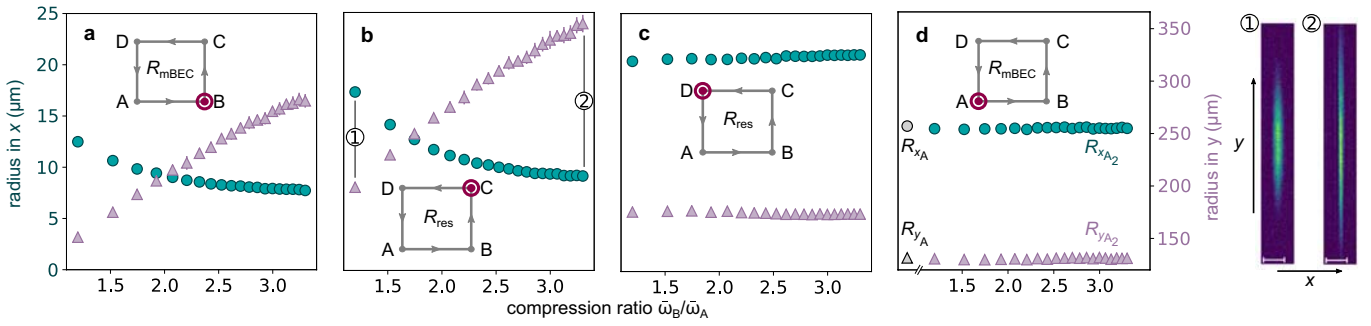 radius in x (μm)
25
20
15
10
5
0
a
D C
R_mBEC
A B
1.5 2.0 2.5 3.0
b
①
②
D C
R_res
A B
1.5 2.0 2.5 3.0
c
D C
R_res
A B
1.5 2.0 2.5 3.0
d
D C
R_mBEC
A B
R_xA
R_xA2
R_yA
R_yA2
1.5 2.0 2.5 3.0
compression ratio ω̄_B/ω̄_A
350
300
250
200
150
radius in y (μm)
① ②
y
x